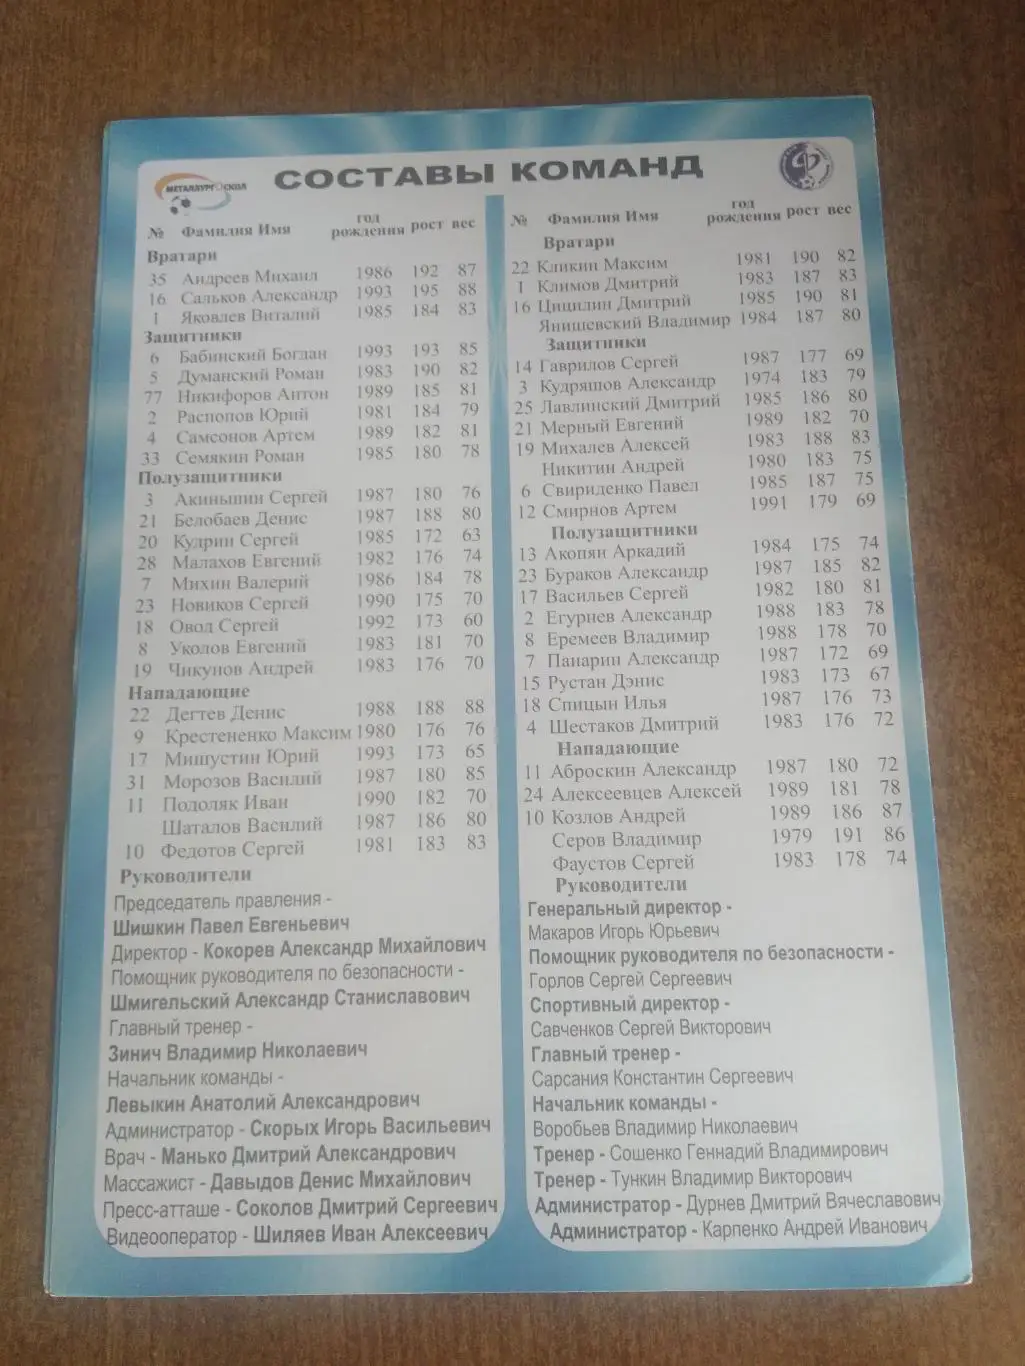 СОСТАВЫ КОМАНД
МЕТАЛЛУРГ ОСКОЛ
№ Фамилия Имя год рождения рост вес
Вратари
35 Андреев Михаил 1986 192 87
16 Сальков Александр 1993 195 88
1 Яковлев Виталий 1985 184 83
Защитники
6 Бабинский Богдан 1993 193 85
5 Думанский Роман 1983 190 82
77 Никифоров Антон 1989 185 81
2 Распопов Юрий 1981 184 79
4 Самсонов Артем 1989 182 81
33 Семякин Роман 1985 180 78
Полузащитники
3 Акиньшин Сергей 1987 180 76
21 Белобаев Денис 1987 188 80
20 Кудрин Сергей 1985 172 63
28 Малахов Евгений 1982 176 74
7 Михин Валерий 1986 184 78
23 Новиков Сергей 1990 175 70
18 Овод Сергей 1992 173 60
8 Уколов Евгений 1983 181 70
19 Чикунов Андрей 1983 176 70
Нападающие
22 Дегтев Денис 1988 188 88
9 Крестененко Максим 1980 176 76
17 Мишустин Юрий 1993 173 65
31 Морозов Василий 1987 180 85
11 Подоляк Иван 1990 182 70
Шаталов Василий 1987 186 80
10 Федотов Сергей 1981 183 83
Руководители
Председатель правления -
Шишкин Павел Евгеньевич
Директор - Кокорев Александр Михайлович
Помощник руководителя по безопасности -
Шмигельский Александр Станиславович
Главный тренер -
Зинич Владимир Николаевич
Начальник команды -
Левыкин Анатолий Александрович
Администратор - Скорых Игорь Васильевич
Врач - Манько Дмитрий Александрович
Массажист - Давыдов Денис Михайлович
Пресс-атташе - Соколов Дмитрий Сергеевич
Видеооператор - Шиляев Иван Алексеевич
№ Фамилия Имя год рождения рост вес
Вратари
22 Кликин Максим 1981 190 82
1 Климов Дмитрий 1983 187 83
16 Цицилин Дмитрий 1985 190 81
Янишевский Владимир 1984 187 80
Защитники
14 Гаврилов Сергей 1987 177 69
3 Кудряшов Александр 1974 183 79
25 Лавлинский Дмитрий 1985 186 80
21 Мерный Евгений 1989 182 70
19 Михалев Алексей 1983 188 83
Никитин Андрей 1980 183 75
6 Свириденко Павел 1985 187 75
12 Смирнов Артем 1991 179 69
Полузащитники
13 Акопян Аркадий 1984 175 74
23 Бураков Александр 1987 185 82
17 Васильев Сергей 1982 180 81
2 Егурнев Александр 1988 183 78
8 Еремеев Владимир 1988 178 70
7 Панарин Александр 1987 172 69
15 Рустан Дэнис 1983 173 67
18 Спицын Илья 1987 176 73
4 Шестаков Дмитрий 1983 176 72
Нападающие
11 Аброскин Александр 1987 180 72
24 Алексеевцев Алексей 1989 181 78
10 Козлов Андрей 1989 186 87
Серов Владимир 1979 191 86
Фаустов Сергей 1983 178 74
Руководители
Генеральный директор -
Макаров Игорь Юрьевич
Помощник руководителя по безопасности -
Горлов Сергей Сергеевич
Спортивный директор -
Савченков Сергей Викторович
Главный тренер -
Сарсания Константин Сергеевич
Начальник команды -
Воробьев Владимир Николаевич
Тренер - Сошенко Геннадий Владимирович
Тренер - Тункин Владимир Викторович
Администратор - Дурнев Дмитрий Вячеславович
Администратор - Карпенко Андрей Иванович